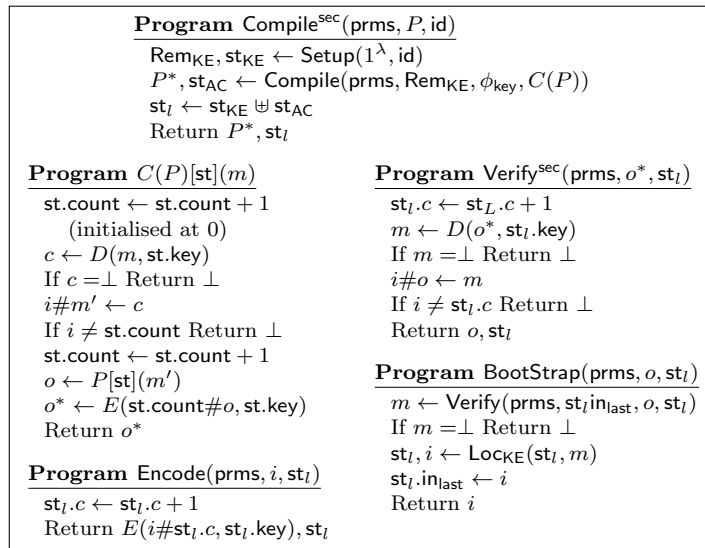 Program Compile^sec(prms, P, id)
Rem_KE, st_KE ← Setup(1^λ, id)
P*, st_AC ← Compile(prms, Rem_KE, ϕ_key, C(P))
st_l ← st_KE ⊎ st_AC
Return P*, st_l
Program C(P)[st](m)
st.count ← st.count + 1
(initialised at 0)
c ← D(m, st.key)
If c =⊥ Return ⊥
i#m′ ← c
If i ≠ st.count Return ⊥
st.count ← st.count + 1
o ← P[st](m′)
o* ← E(st.count#o, st.key)
Return o*
Program Encode(prms, i, st_l)
st_l.c ← st_l.c + 1
Return E(i#st_l.c, st_l.key), st_l
Program Verify^sec(prms, o*, st_l)
st_l.c ← st_L.c + 1
m ← D(o*, st_l.key)
If m =⊥ Return ⊥
i#o ← m
If i ≠ st_l.c Return ⊥
Return o, st_l
Program BootStrap(prms, o, st_l)
m ← Verify(prms, st_l in_last, o, st_l)
If m =⊥ Return ⊥
st_l, i ← Loc_KE(st_l, m)
st_l.in_last ← i
Return i